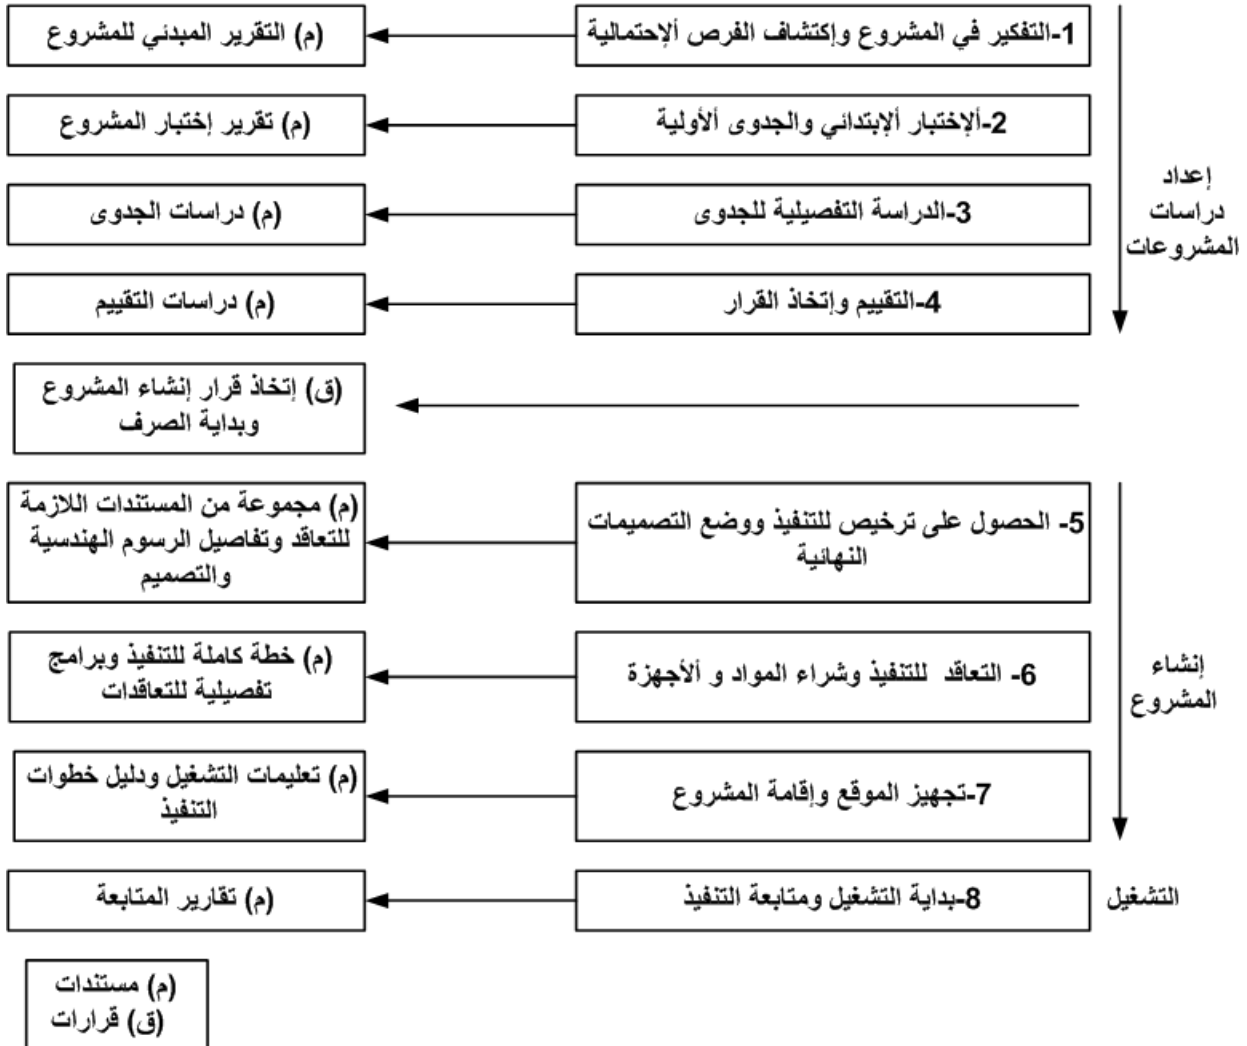 1-التفكير في المشروع وإكتشاف الفرص ألإحتمالية
(م) التقرير المبدئي للمشروع
2-ألإختبار ألإبتدائي والجدوى ألأولية
(م) تقرير إختبار المشروع
إعداد
دراسات
المشروعات
3-الدراسة التفصيلية للجدوى
(م) دراسات الجدوى
4-التقييم وإتخاذ القرار
(م) دراسات التقييم
(ق) إتخاذ قرار إنشاء المشروع
وبداية الصرف
5- الحصول على ترخيص للتنفيذ ووضع التصميمات
النهائية
(م) مجموعة من المستندات اللازمة
للتعاقد وتفاصيل الرسوم الهندسية
والتصميم
إنشاء
المشروع
6- التعاقد للتنفيذ وشراء المواد و ألأجهزة
(م) خطة كاملة للتنفيذ وبرامج
تفصيلية للتعاقدات
7-تجهيز الموقع وإقامة المشروع
(م) تعليمات التشغيل ودليل خطوات
التنفيذ
التشغيل
8-بداية التشغيل ومتابعة التنفيذ
(م) تقارير المتابعة
(م) مستندات
(ق) قرارات